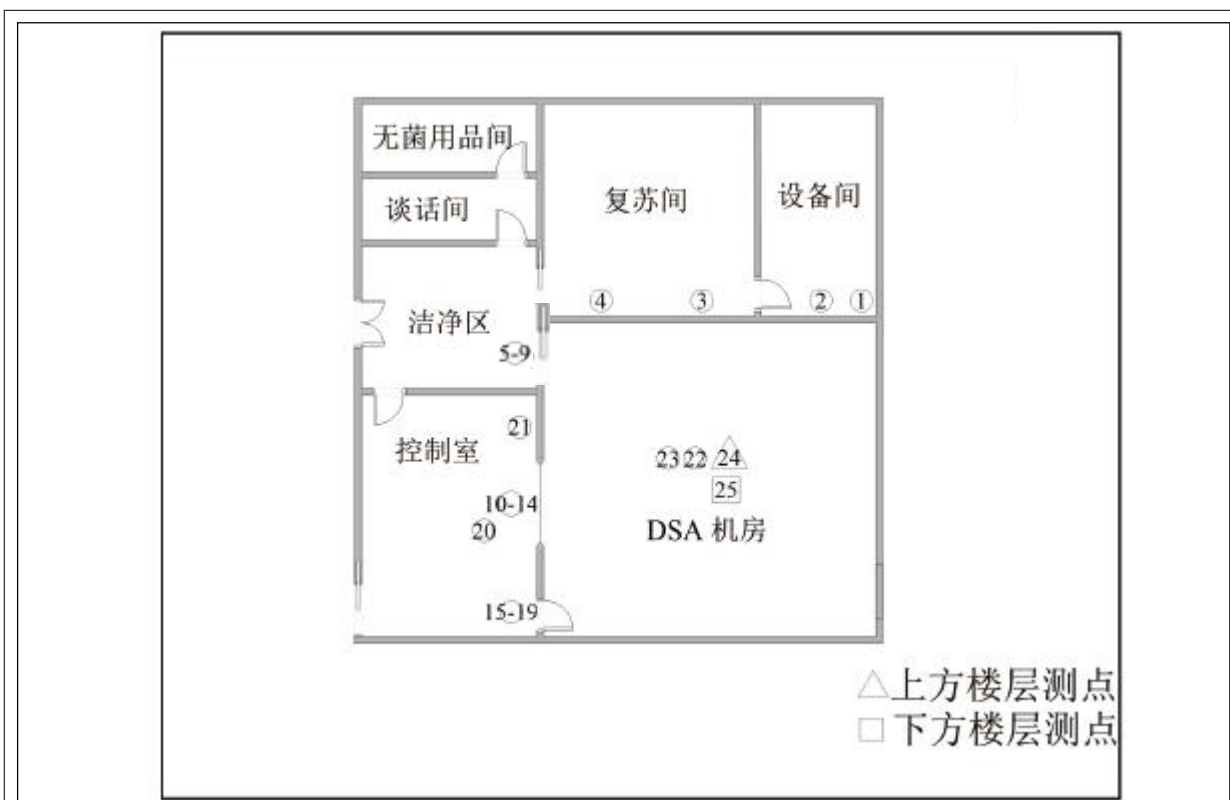 无菌用品间
谈话间
复苏间
设备间
④ ③ ② ①
洁净区
5-9
21
控制室
23 22 24
25
10-14
20
DSA 机房
15-19
△上方楼层测点
□下方楼层测点